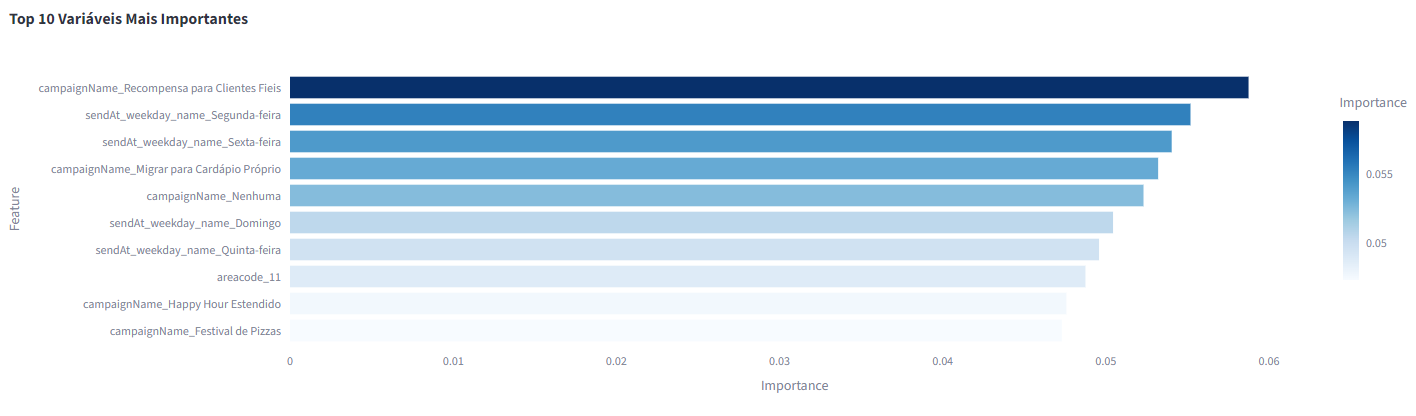 Top 10 Variáveis Mais Importantes
campaignName_Recompensa para Clientes Fieis
sendAt_weekday_name_Segunda-feira
sendAt_weekday_name_Sexta-feira
campaignName_Migrar para Cardápio Próprio
campaignName_Nenhuma
sendAt_weekday_name_Domingo
sendAt_weekday_name_Quinta-feira
areacode_11
campaignName_Happy Hour Estendido
campaignName_Festival de Pizzas
Feature
0 0.01 0.02 0.03 0.04 0.05 0.06
Importance
Importance
0.055
0.05